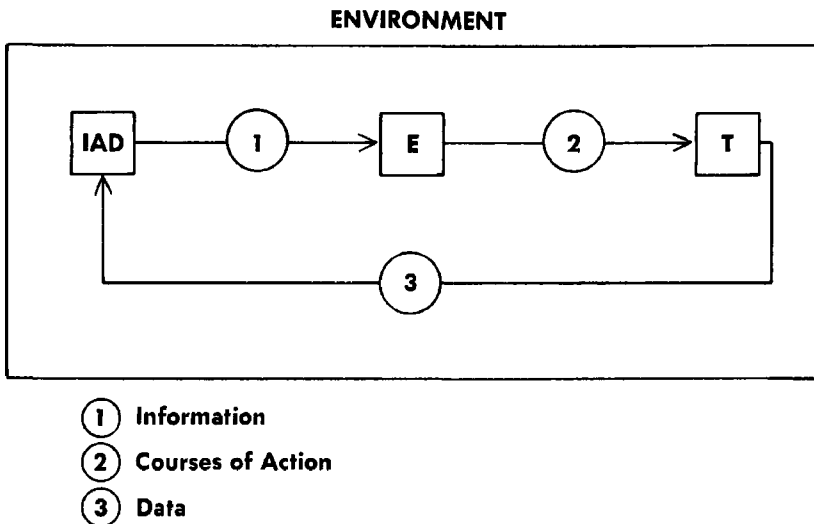 ENVIRONMENT
IAD 1 E 2 T
3
1 Information
2 Courses of Action
3 Data